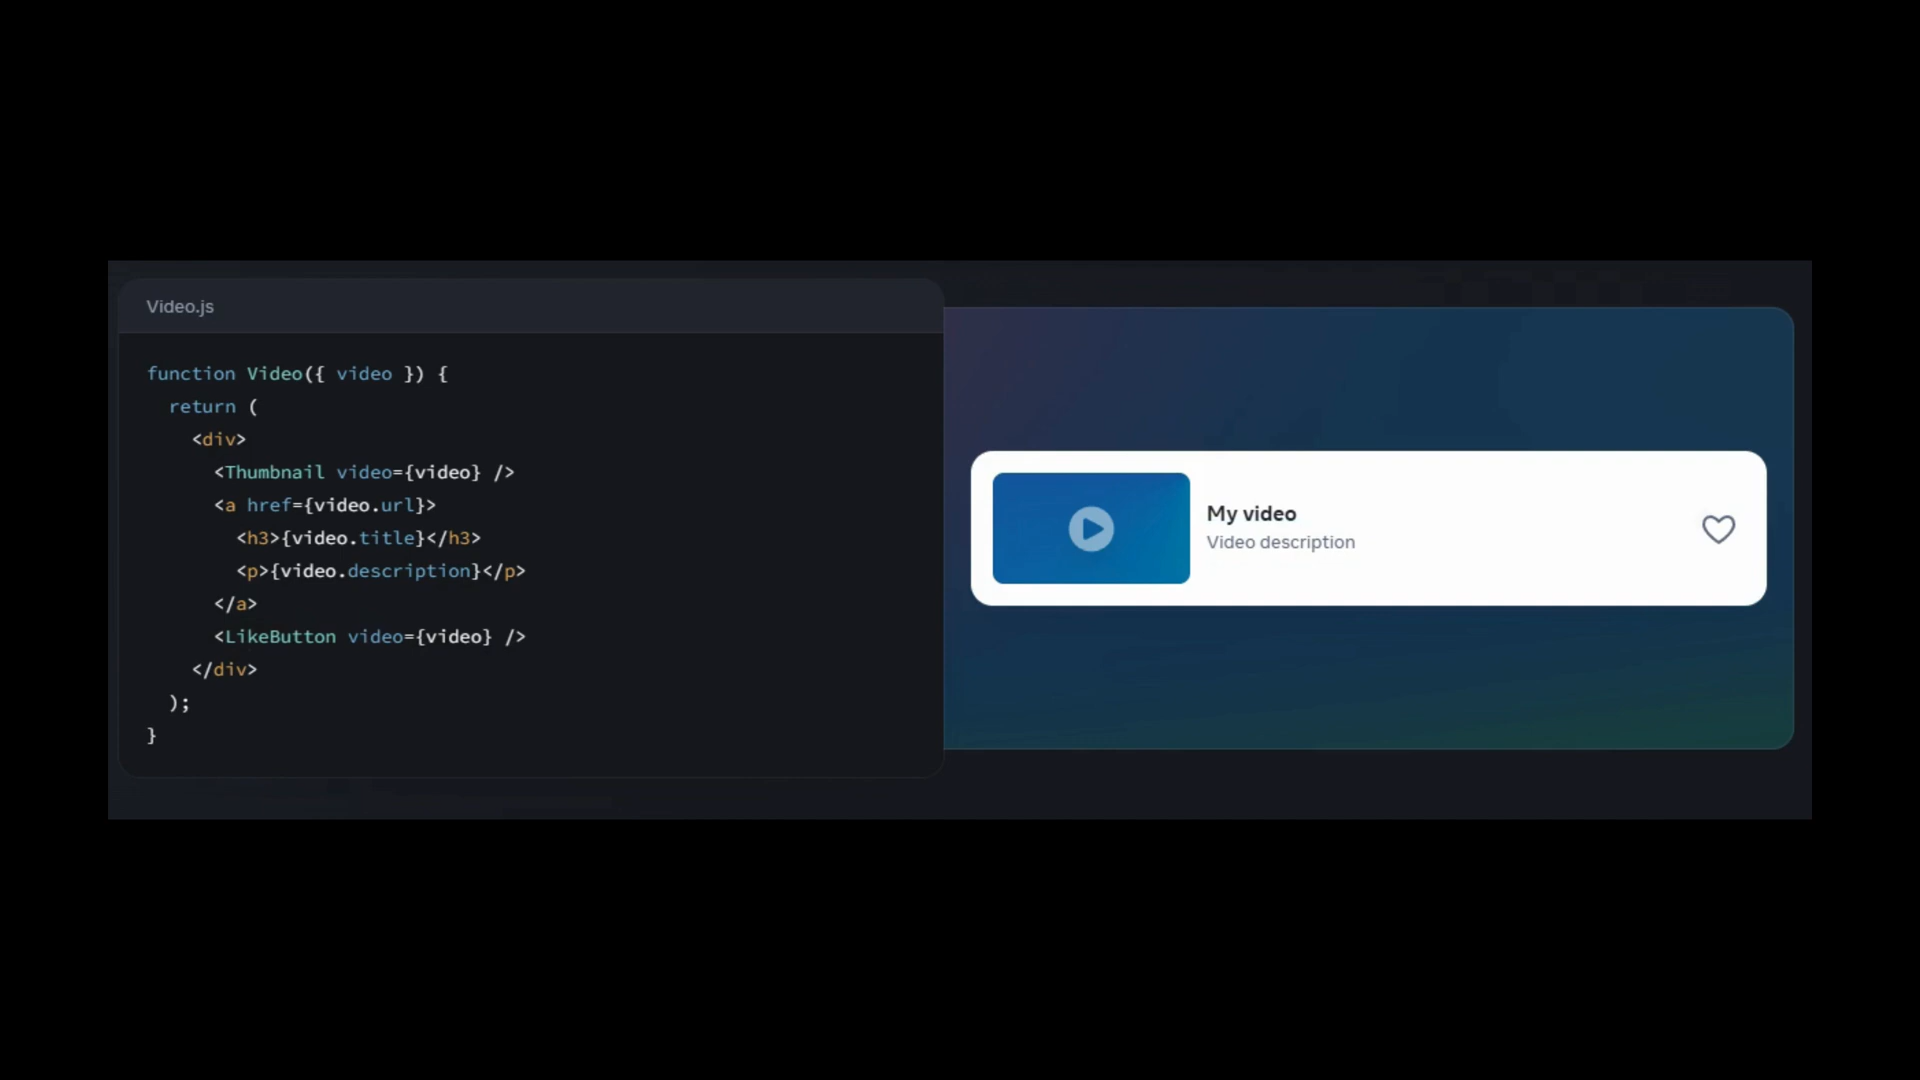 Video.js
function Video({ video }) {
  return (
    <div>
      <Thumbnail video={video} />
      <a href={video.url}>
        <h3>{video.title}</h3>
        <p>{video.description}</p>
      </a>
      <LikeButton video={video} />
    </div>
  );
}
My video
Video description